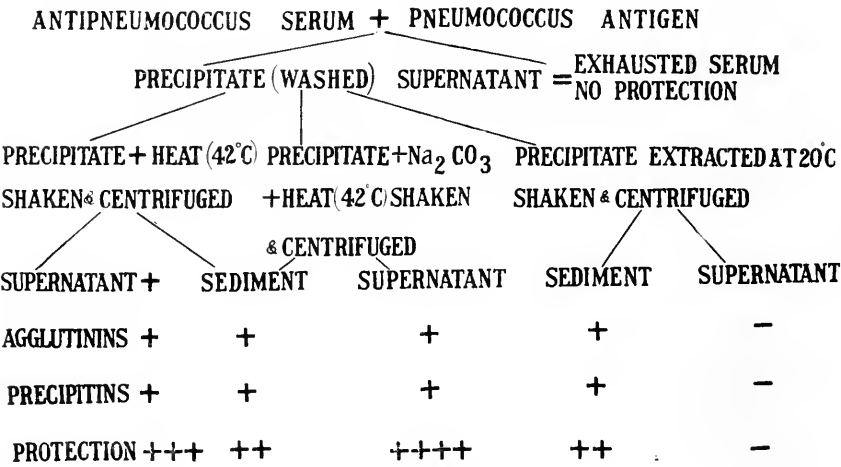 ANTIPNEUMOCOCCUS SERUM + PNEUMOCOCCUS ANTIGEN
PRECIPITATE (WASHED) SUPERNATANT = EXHAUSTED SERUM
NO PROTECTION
PRECIPITATE + HEAT (42°C) PRECIPITATE + Na₂ CO₃ PRECIPITATE EXTRACTED AT 20°C
SHAKEN & CENTRIFUGED + HEAT (42°C) SHAKEN SHAKEN & CENTRIFUGED
& CENTRIFUGED
SUPERNATANT + SEDIMENT SUPERNATANT SEDIMENT SUPERNATANT
AGGLUTININS + + + + −
PRECIPITINS + + + + −
PROTECTION +++ ++ ++++ ++ −